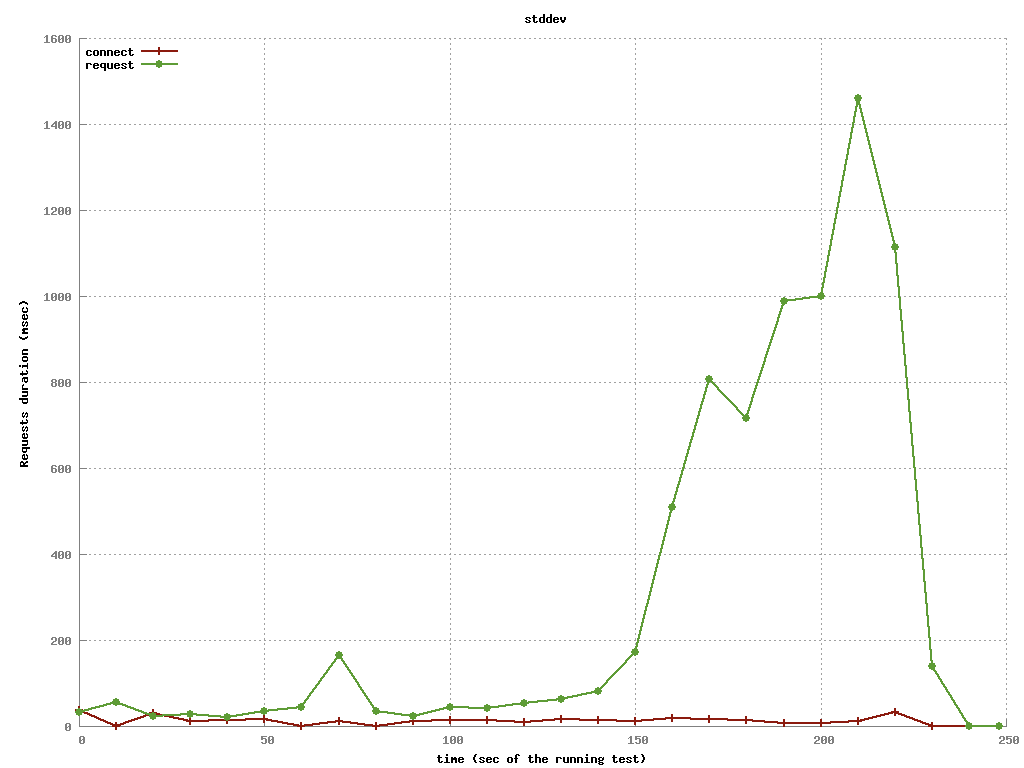 stddev
1600
1400
1200
1000
800
600
400
200
0
connect
request
Requests duration (msec)
0 50 100 150 200 250
time (sec of the running test)